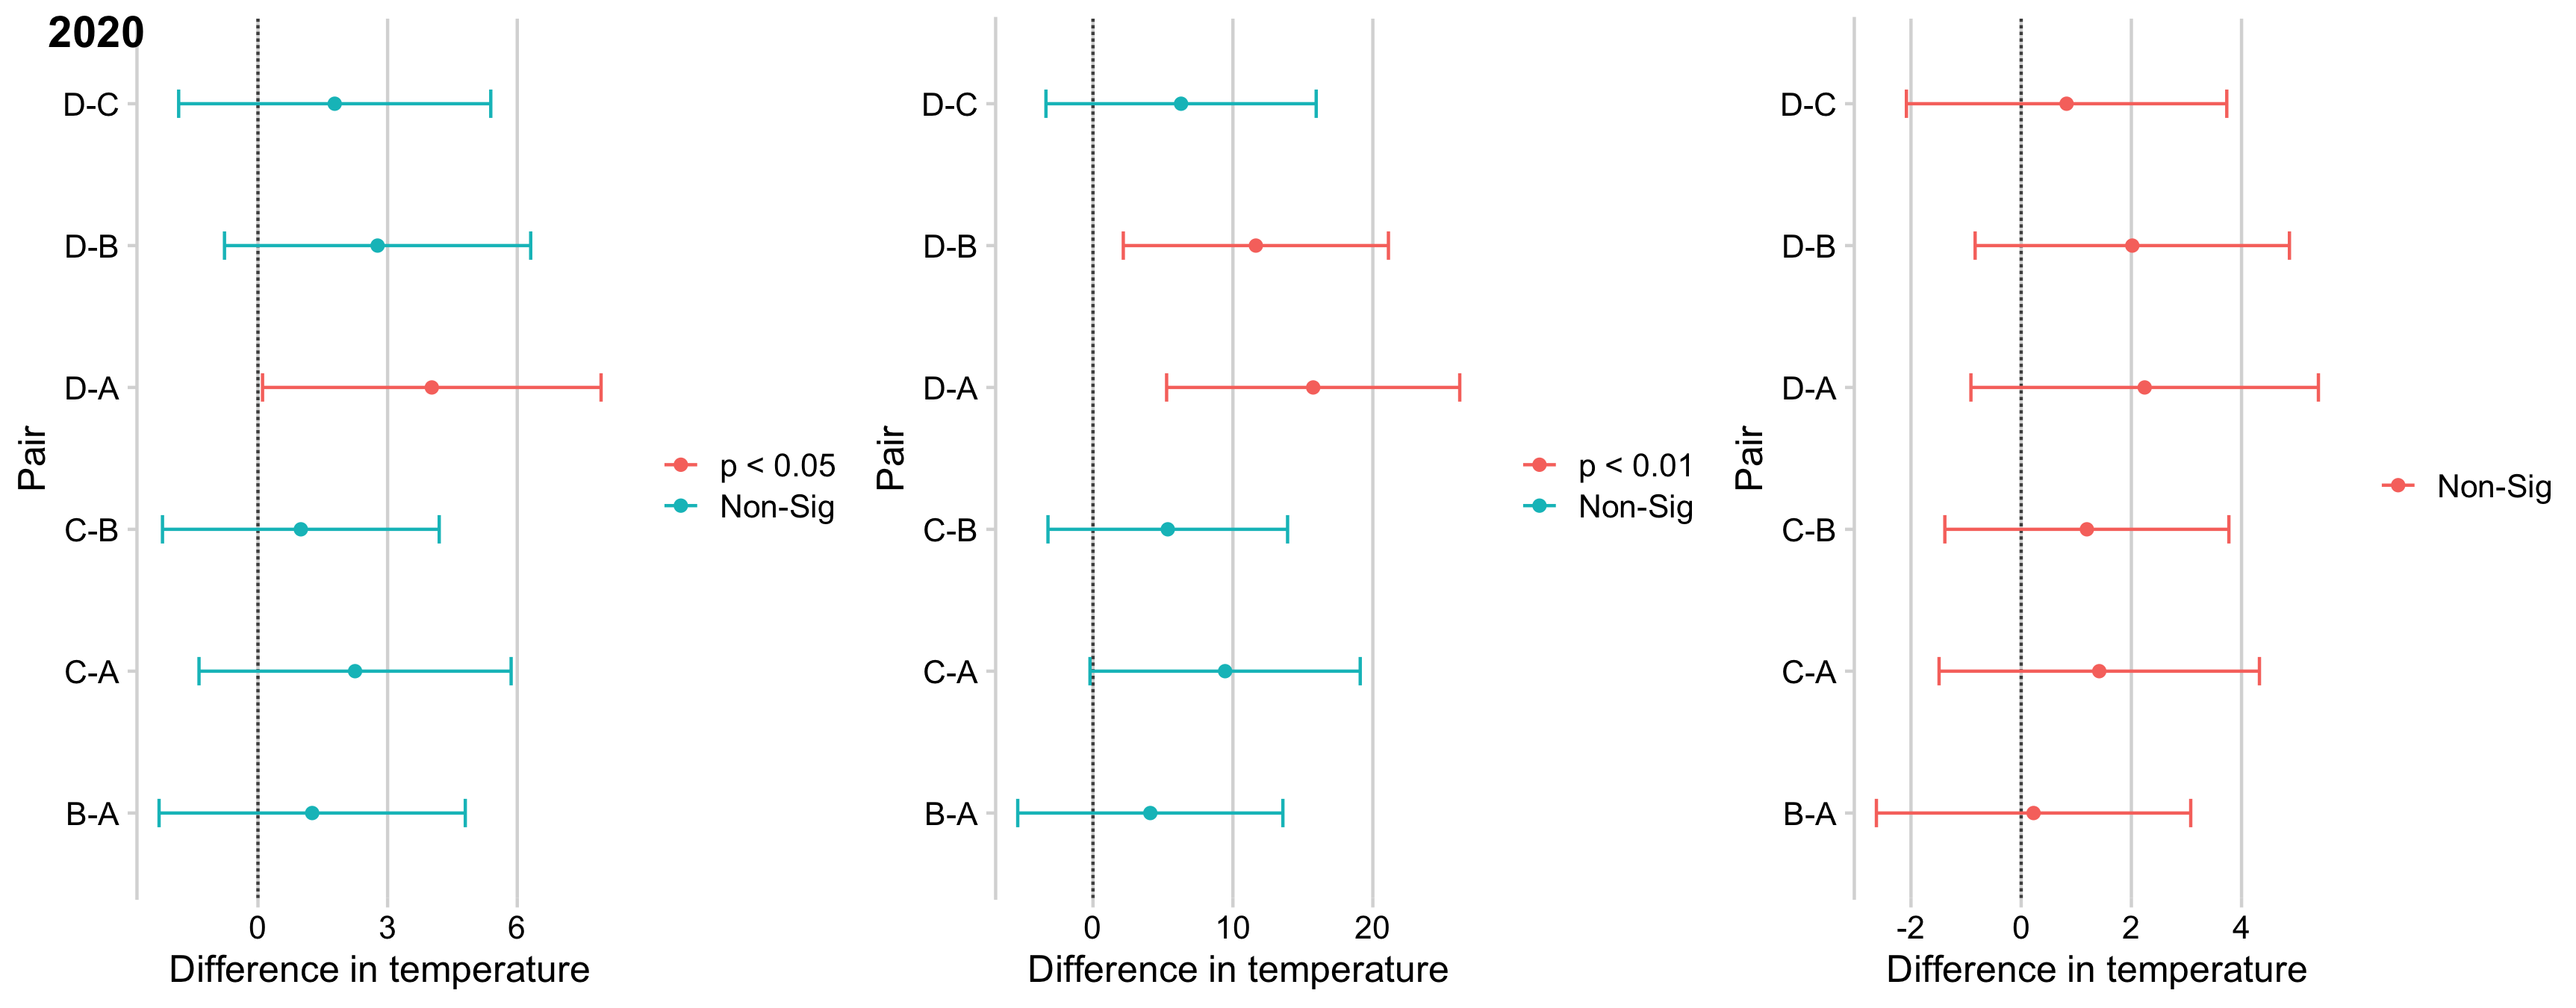 2020
D-C
D-B
D-A
C-B
C-A
B-A
Pair
0 3 6
Difference in temperature
p < 0.05
Non-Sig
D-C
D-B
D-A
C-B
C-A
B-A
Pair
0 10 20
Difference in temperature
p < 0.01
Non-Sig
D-C
D-B
D-A
C-B
C-A
B-A
Pair
-2 0 2 4
Difference in temperature
Non-Sig